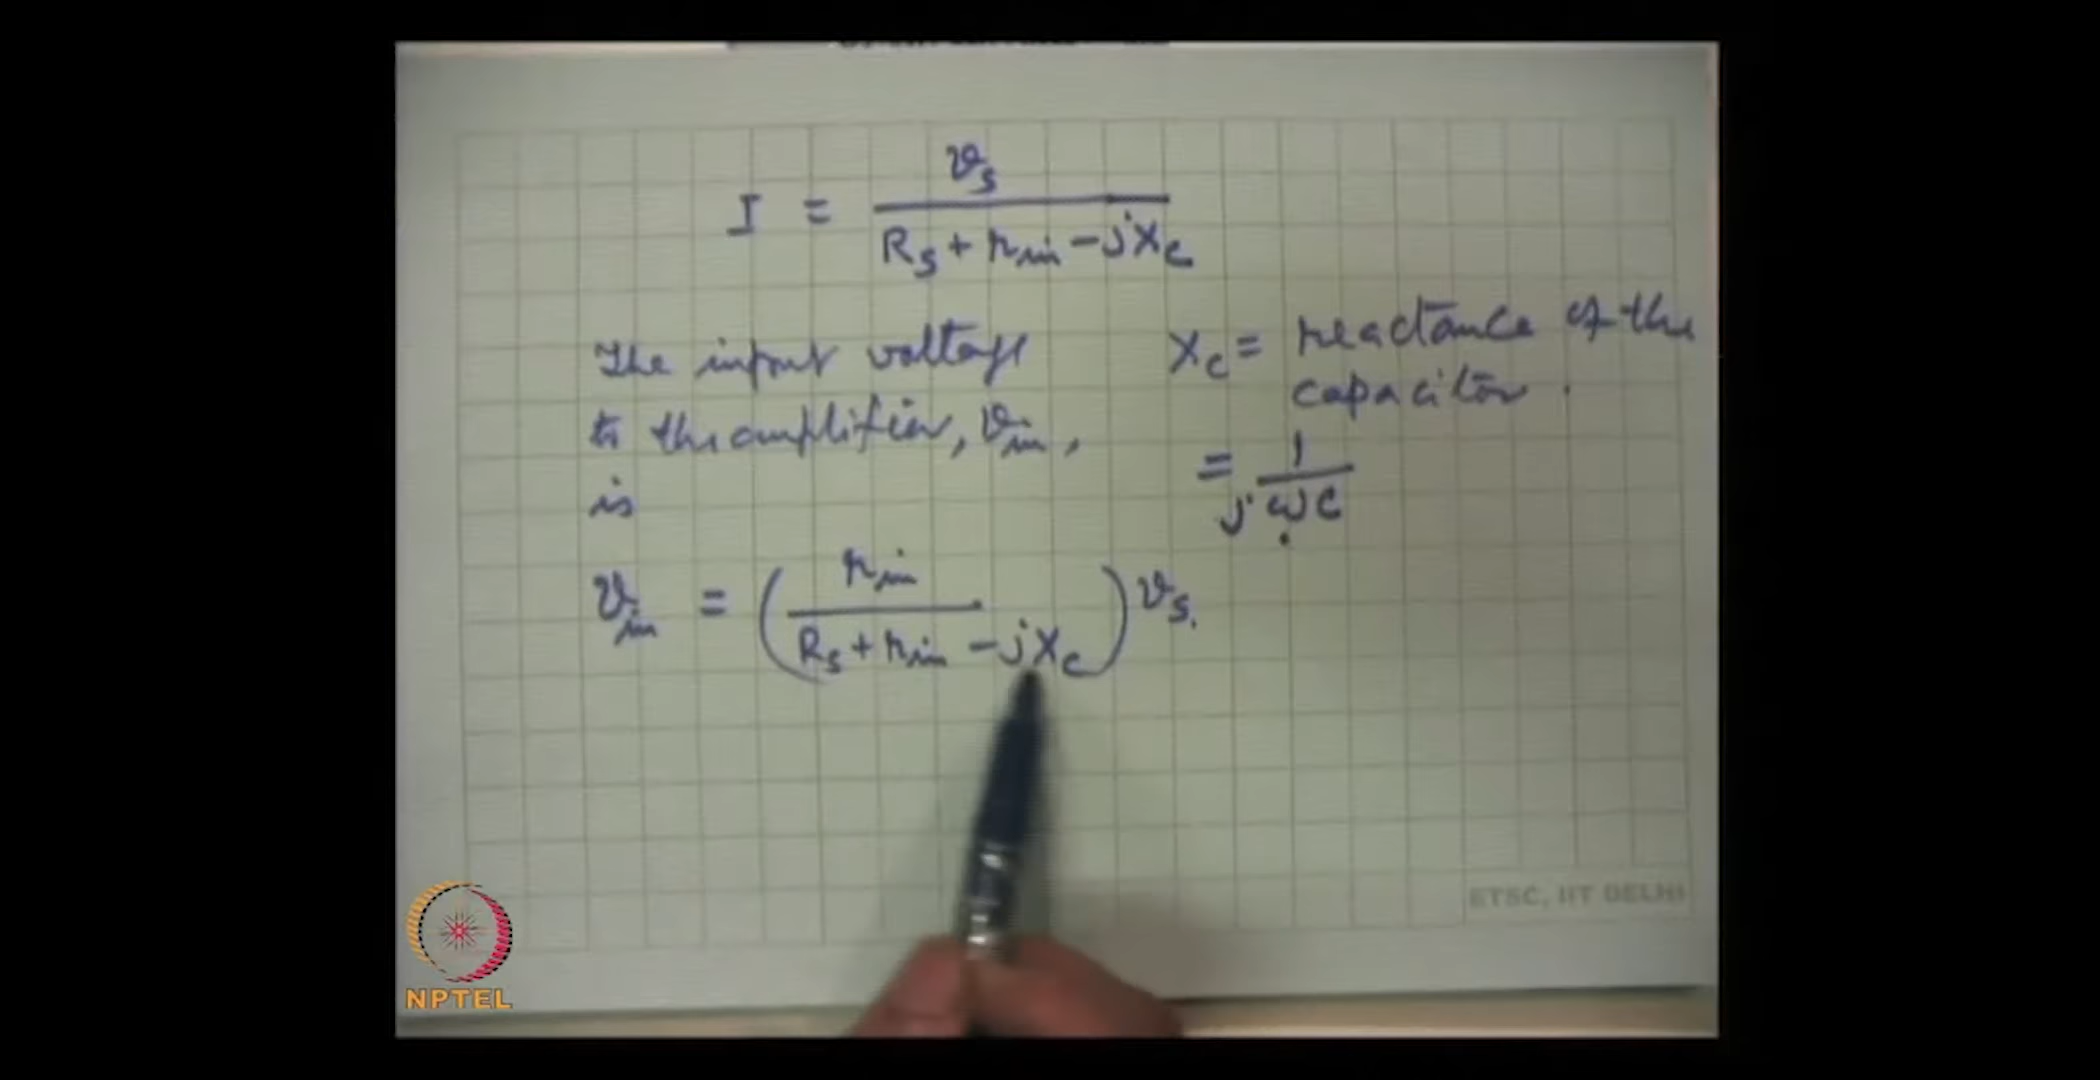 I = v_s / (R_s + r_in - jX_c)
The input voltage
to the amplifier, v_in,
is
X_c = reactance of the
capacitor.
= 1 / jωC
v_in = (r_in / (R_s + r_in - jX_c)) v_s.
ETSC, IIT DELHI
NPTEL